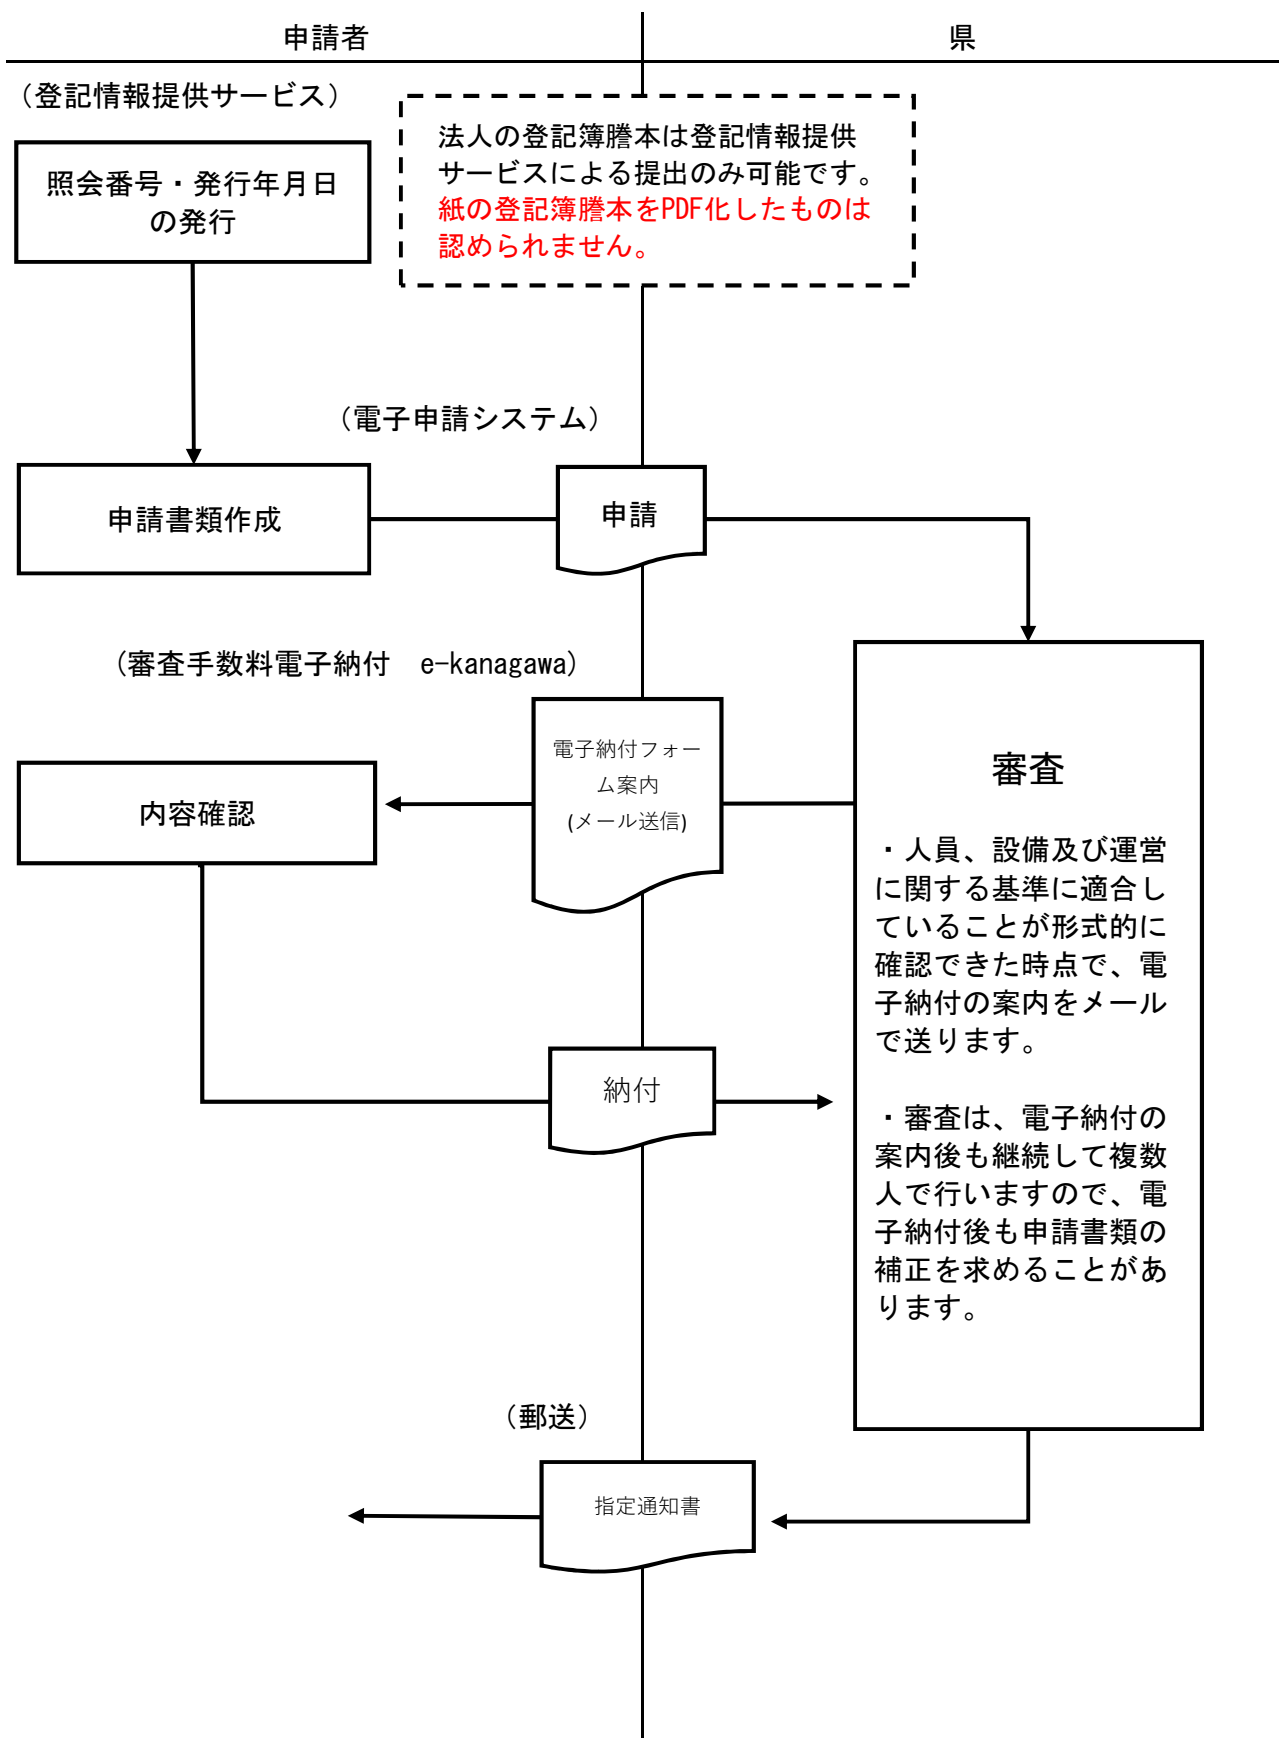 申請者
県
（登記情報提供サービス）
照会番号・発行年月日
の発行
法人の登記簿謄本は登記情報提供
サービスによる提出のみ可能です。
紙の登記簿謄本をPDF化したものは
認められません。
（電子申請システム）
申請書類作成
申請
（審査手数料電子納付　e-kanagawa）
電子納付フォー
ム案内
(メール送信)
内容確認
審査
・人員、設備及び運営
に関する基準に適合し
ていることが形式的に
確認できた時点で、電
子納付の案内をメール
で送ります。
・審査は、電子納付の
案内後も継続して複数
人で行いますので、電
子納付後も申請書類の
補正を求めることがあ
ります。
納付
（郵送）
指定通知書